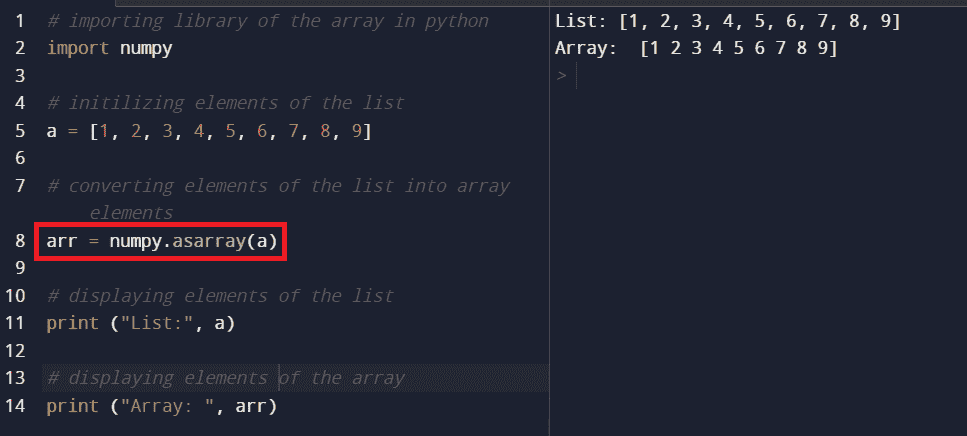 1 # importing library of the array in python
2 import numpy
3
4 # initilizing elements of the list
5 a = [1, 2, 3, 4, 5, 6, 7, 8, 9]
6
7 # converting elements of the list into array
elements
8 arr = numpy.asarray(a)
9
10 # displaying elements of the list
11 print ("List:", a)
12
13 # displaying elements of the array
14 print ("Array: ", arr)
List: [1, 2, 3, 4, 5, 6, 7, 8, 9]
Array:  [1 2 3 4 5 6 7 8 9]
>